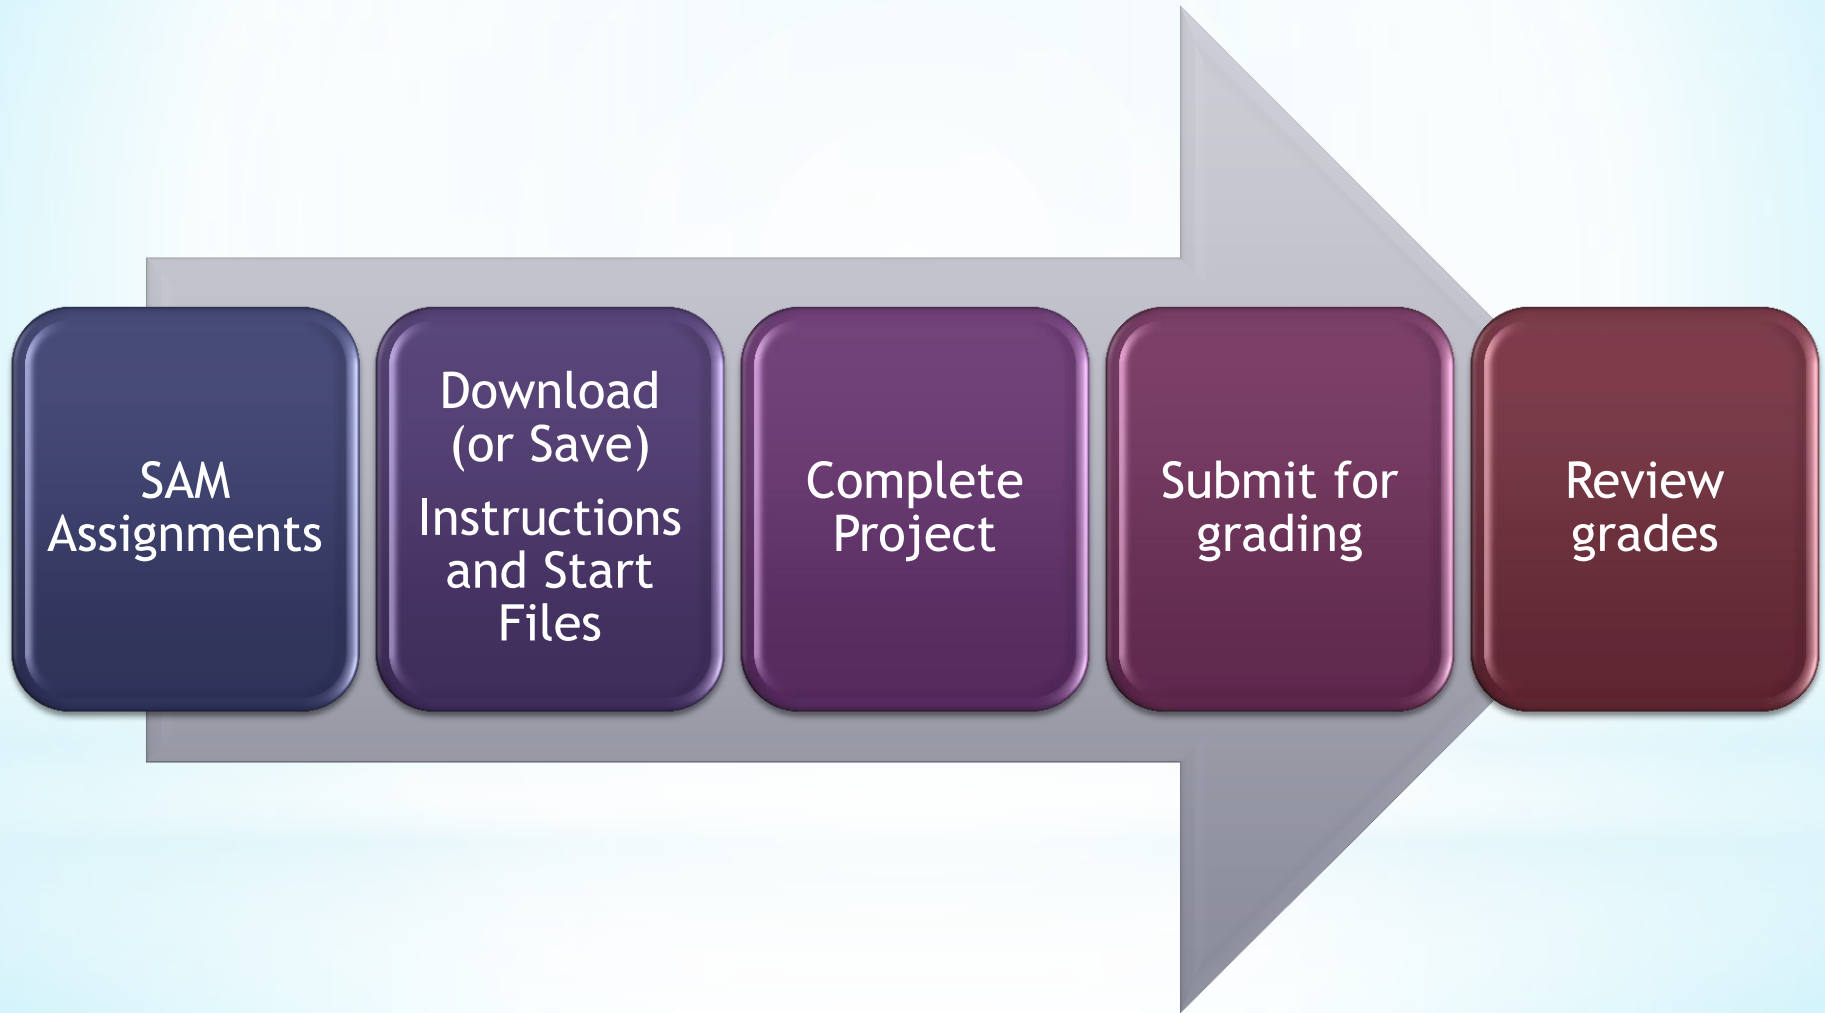 SAM
Assignments
Download
(or Save)
Instructions
and Start
Files
Complete
Project
Submit for
grading
Review
grades